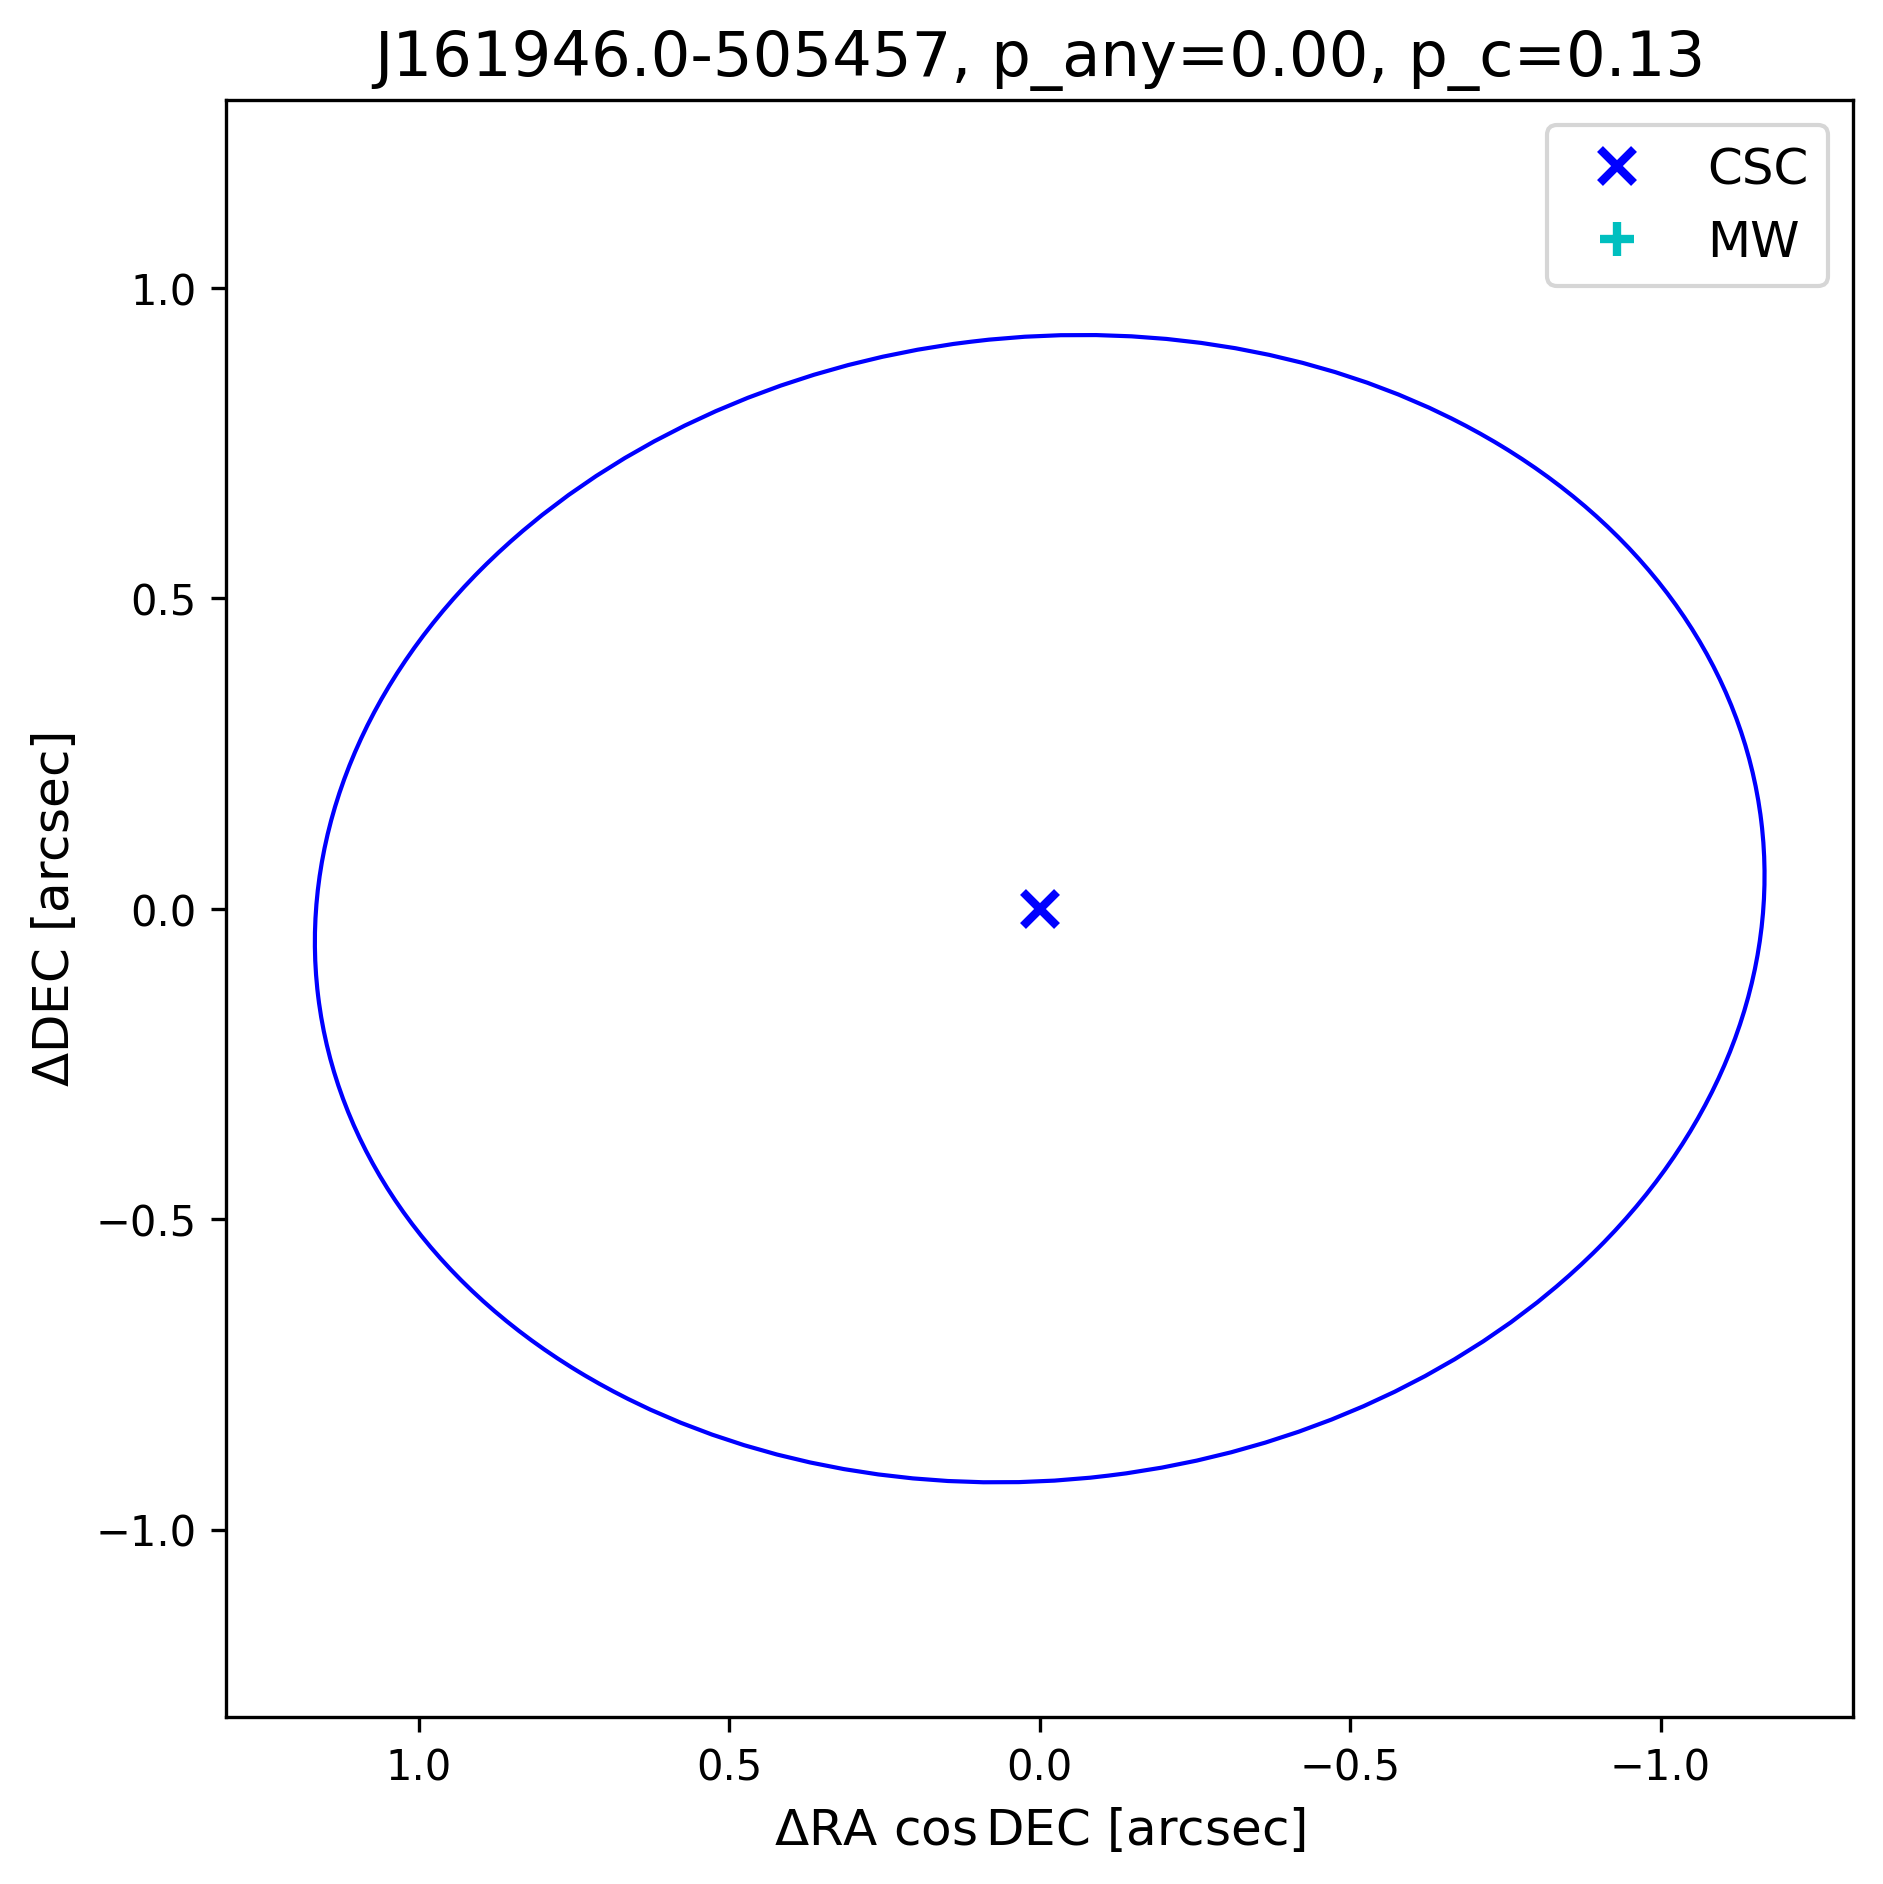 J161946.0-505457, p_any=0.00, p_c=0.13
CSC
MW
1.0
0.5
0.0
−0.5
−1.0
ΔDEC [arcsec]
1.0 0.5 0.0 −0.5 −1.0
ΔRA cos DEC [arcsec]